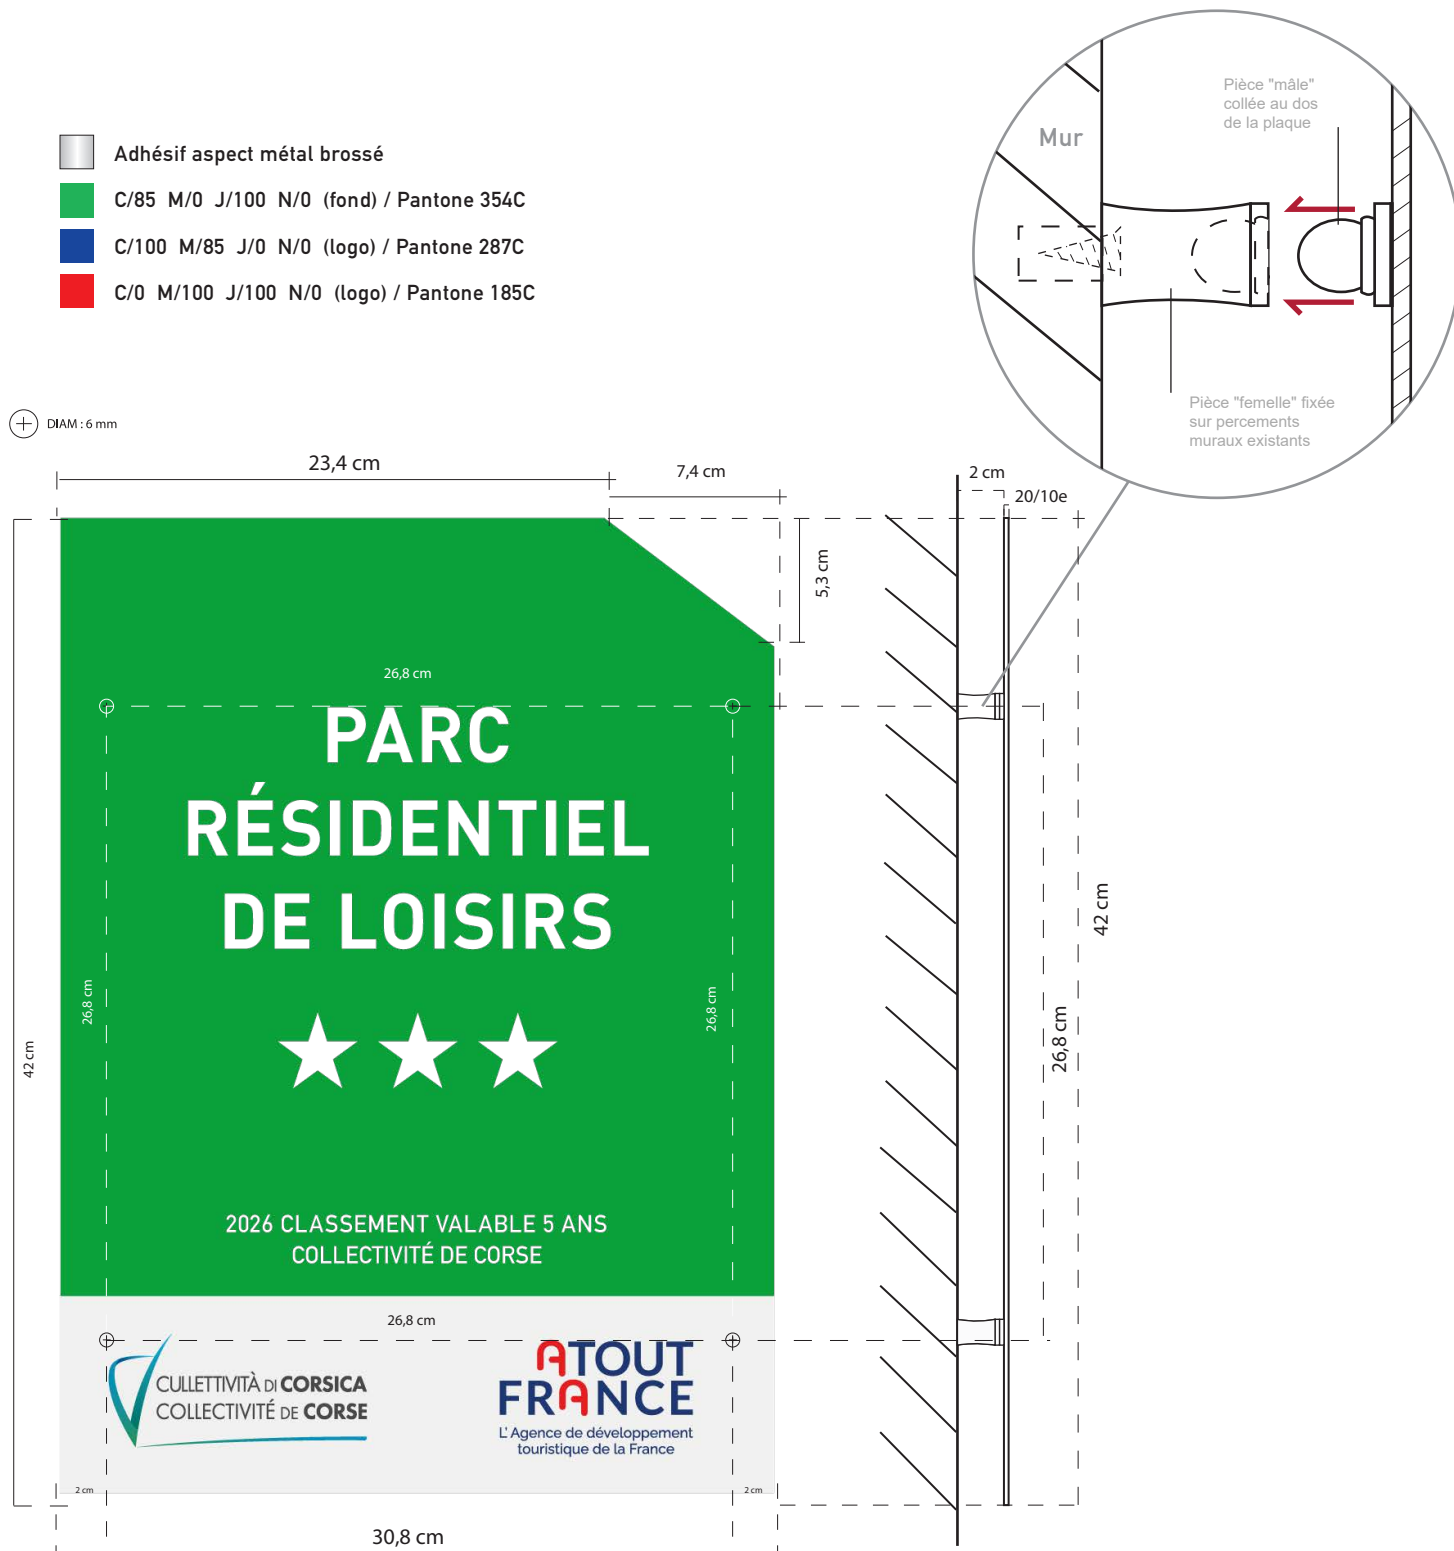 Adhésif aspect métal brossé
C/85 M/0 J/100 N/0 (fond) / Pantone 354C
C/100 M/85 J/0 N/0 (logo) / Pantone 287C
C/0 M/100 J/100 N/0 (logo) / Pantone 185C
Mur
Pièce "mâle"
collée au dos
de la plaque
Pièce "femelle" fixée
sur percements
muraux existants
DIAM : 6 mm
23,4 cm
7,4 cm
2 cm
20/10e
5,3 cm
26,8 cm
PARC
RÉSIDENTIEL
DE LOISIRS
42 cm
26,8 cm
26,8 cm
42 cm
26,8 cm
2026 CLASSEMENT VALABLE 5 ANS
COLLECTIVITÉ DE CORSE
26,8 cm
CULLETTIVITÀ DI CORSICA
COLLECTIVITÉ DE CORSE
ATOUT
FRANCE
L'Agence de développement
touristique de la France
2 cm
2 cm
30,8 cm